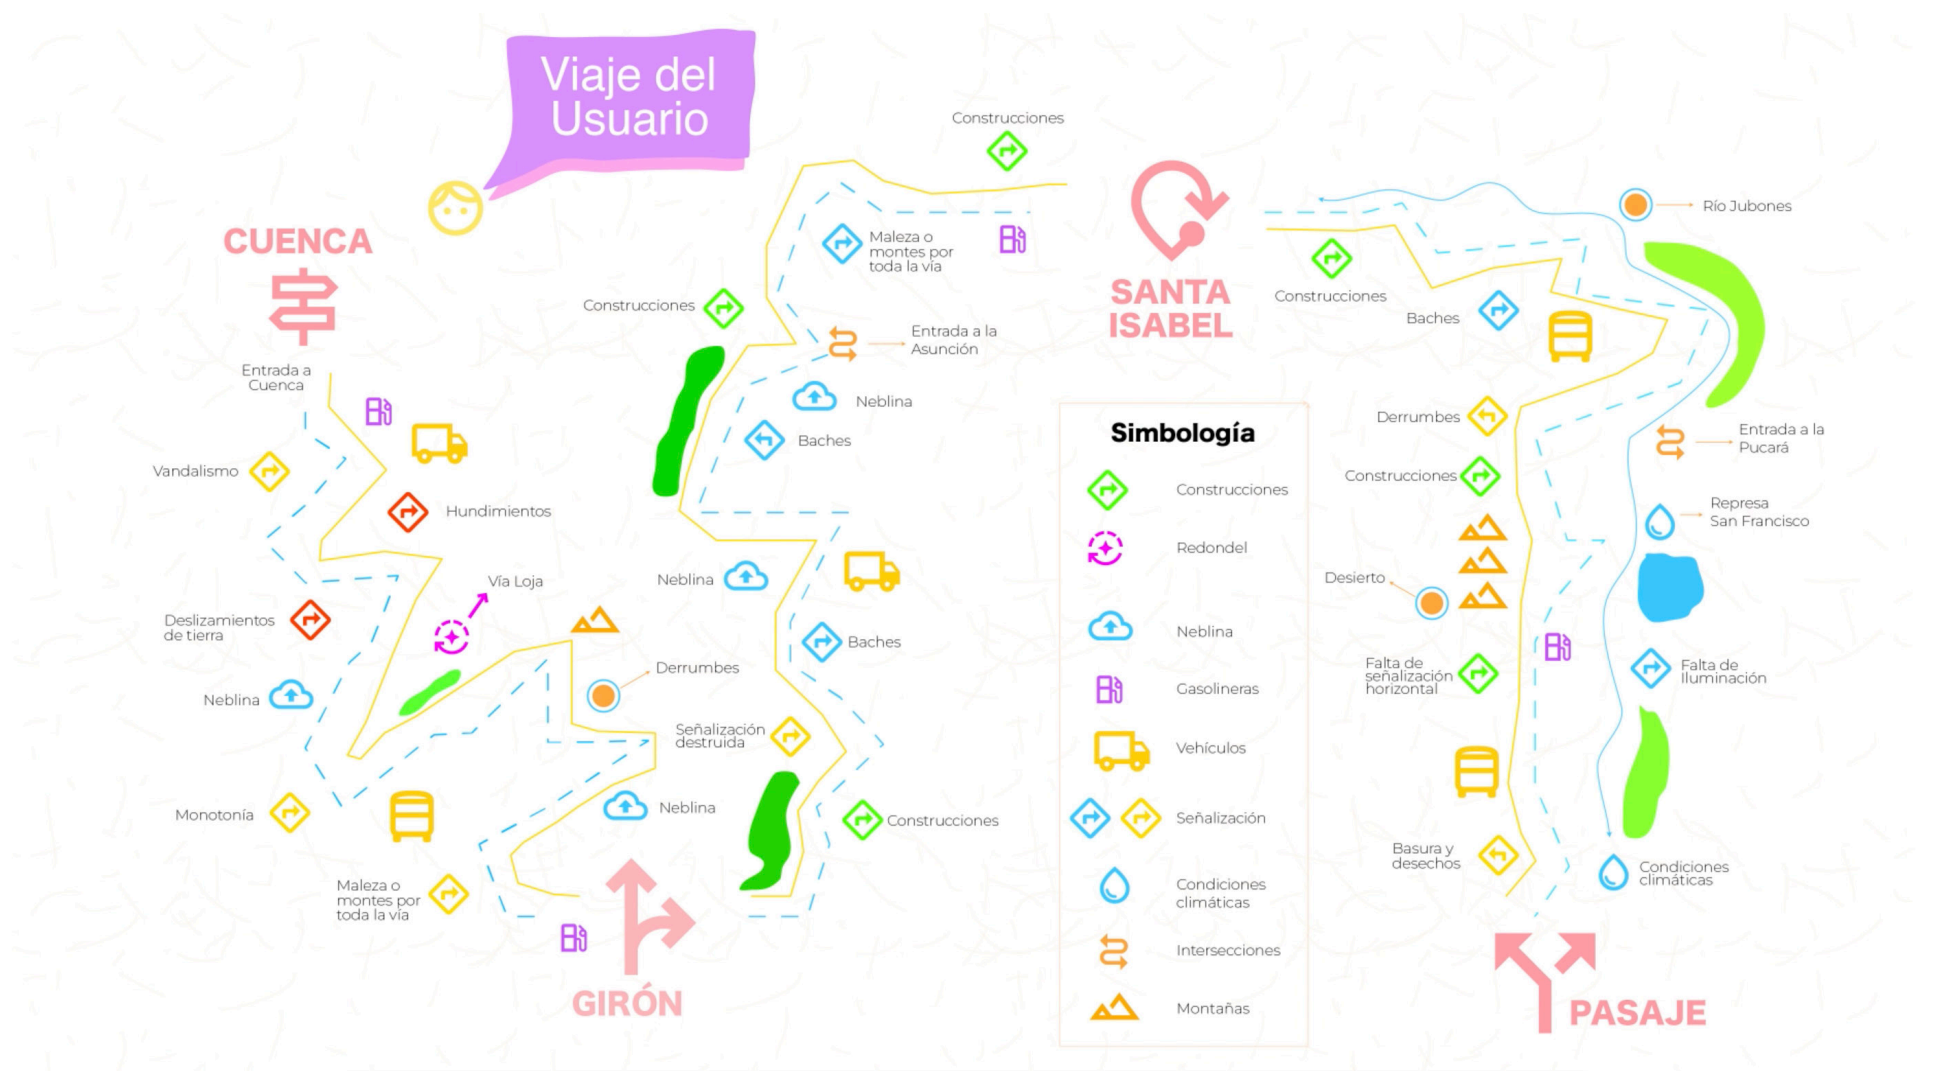 Viaje del
Usuario
CUENCA
Entrada a
Cuenca
Vandalismo
Hundimientos
Deslizamientos
de tierra
Vía Loja
Neblina
Derrumbes
Monotonía
Neblina
Maleza o
montes por
toda la vía
GIRÓN
Construcciones
Maleza o
montes por
toda la vía
Construcciones
Entrada a la
Asunción
Neblina
Baches
Neblina
Baches
Señalización
destruida
Construcciones
SANTA
ISABEL
Simbología
Construcciones
Redondel
Neblina
Gasolineras
Vehículos
Señalización
Condiciones
climáticas
Intersecciones
Montañas
Río Jubones
Construcciones
Baches
Derrumbes
Entrada a la
Pucará
Construcciones
Represa
San Francisco
Desierto
Falta de
señalización
horizontal
Falta de
Iluminación
Basura y
desechos
Condiciones
climáticas
PASAJE